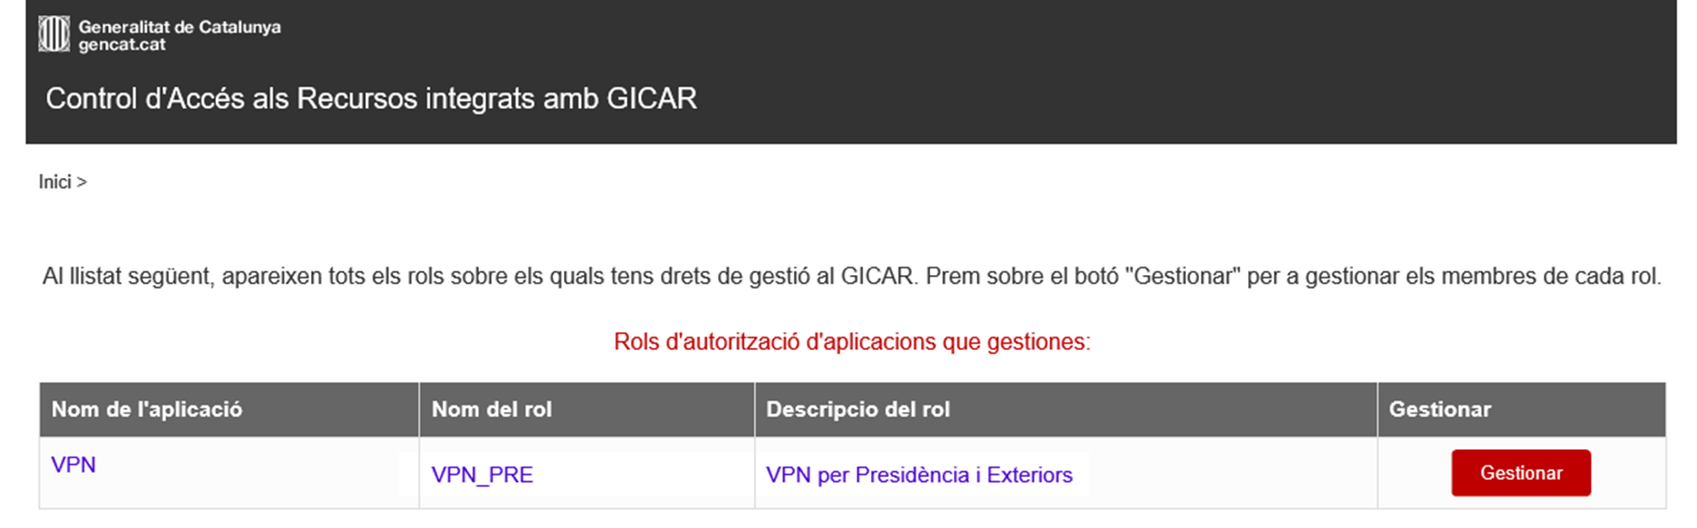 Generalitat de Catalunya
gencat.cat
Control d'Accés als Recursos integrats amb GICAR
Inici >
Al llistat següent, apareixen tots els rols sobre els quals tens drets de gestió al GICAR. Prem sobre el botó "Gestionar" per a gestionar els membres de cada rol.
Rols d'autorització d'aplicacions que gestiones:
Nom de l'aplicació Nom del rol Descripcio del rol Gestionar
VPN VPN_PRE VPN per Presidència i Exteriors Gestionar